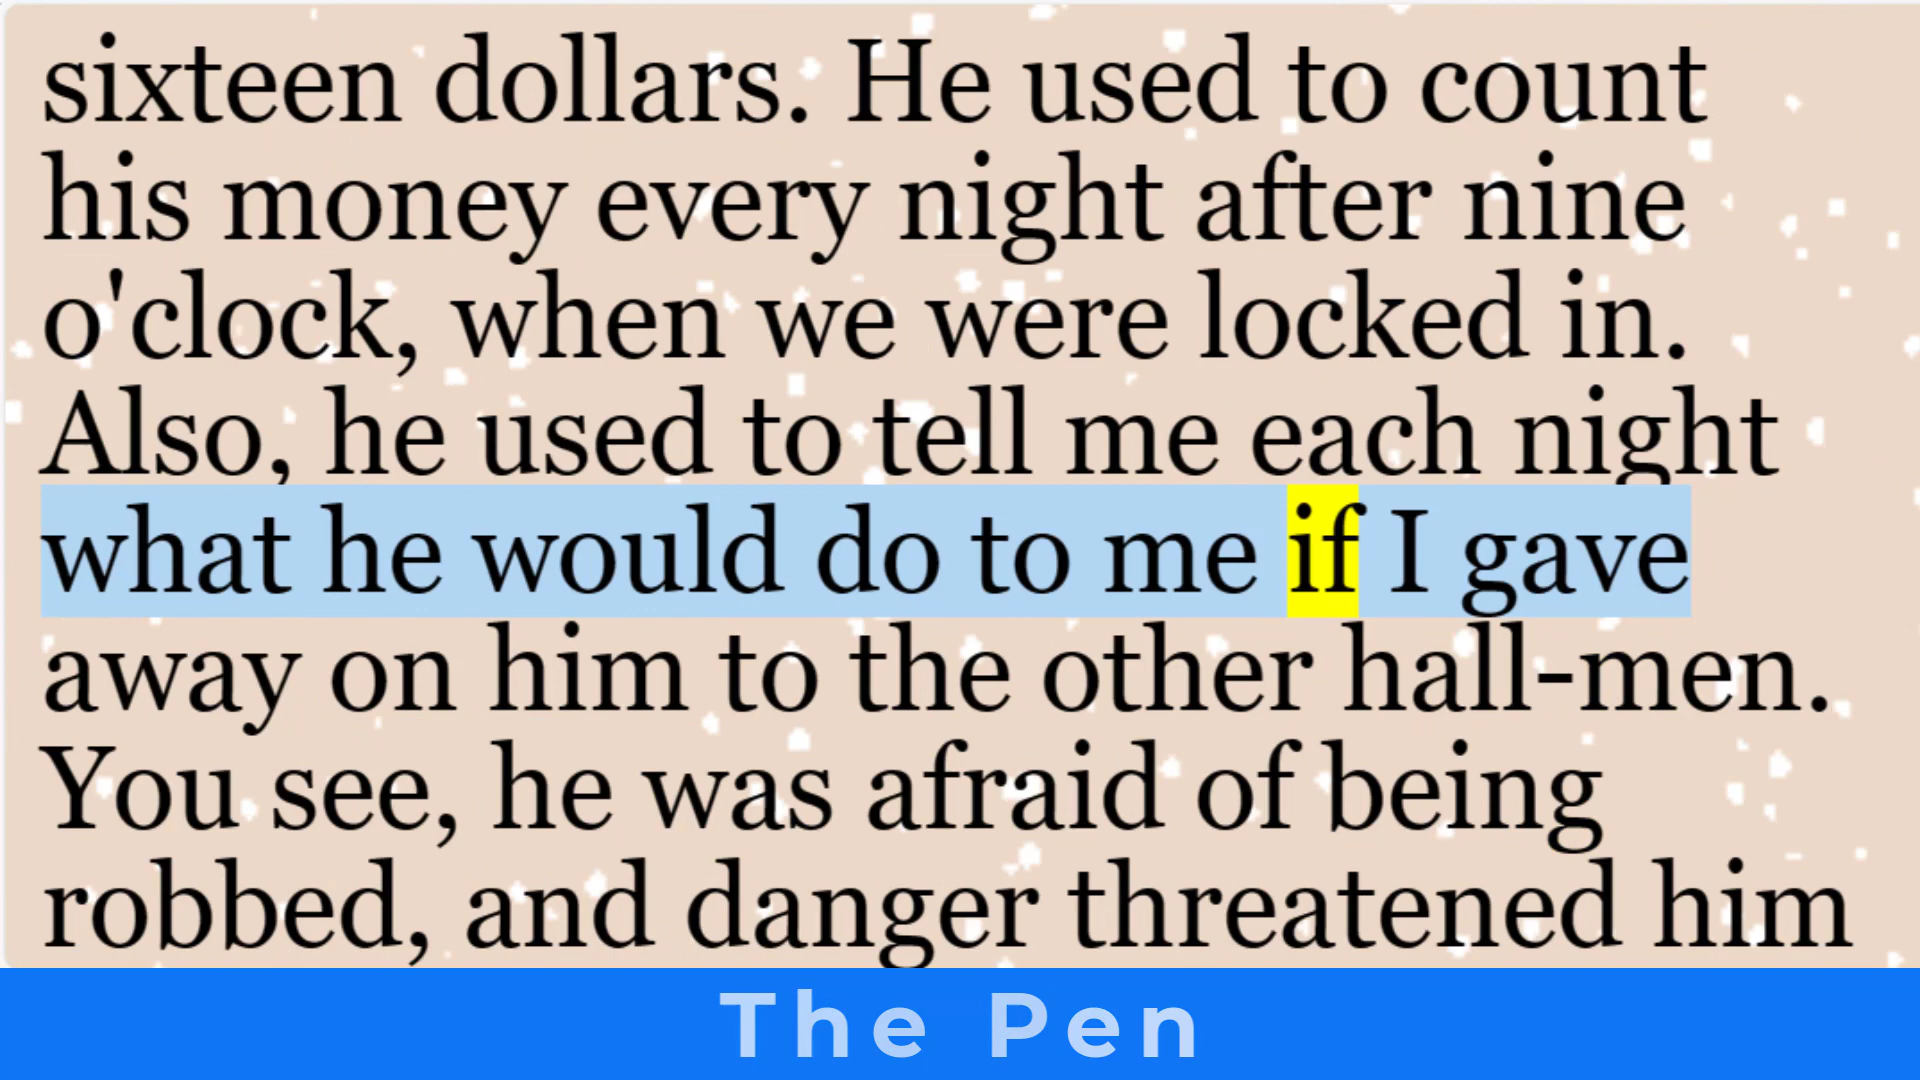 sixteen dollars. He used to count
his money every night after nine
o'clock, when we were locked in.
Also, he used to tell me each night
what he would do to me if I gave
away on him to the other hall-men.
You see, he was afraid of being
robbed, and danger threatened him
The Pen